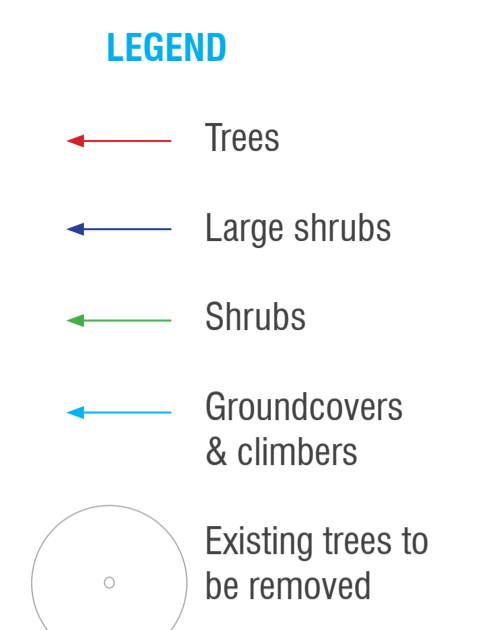 LEGEND
Trees
Large shrubs
Shrubs
Groundcovers
& climbers
Existing trees to
be removed